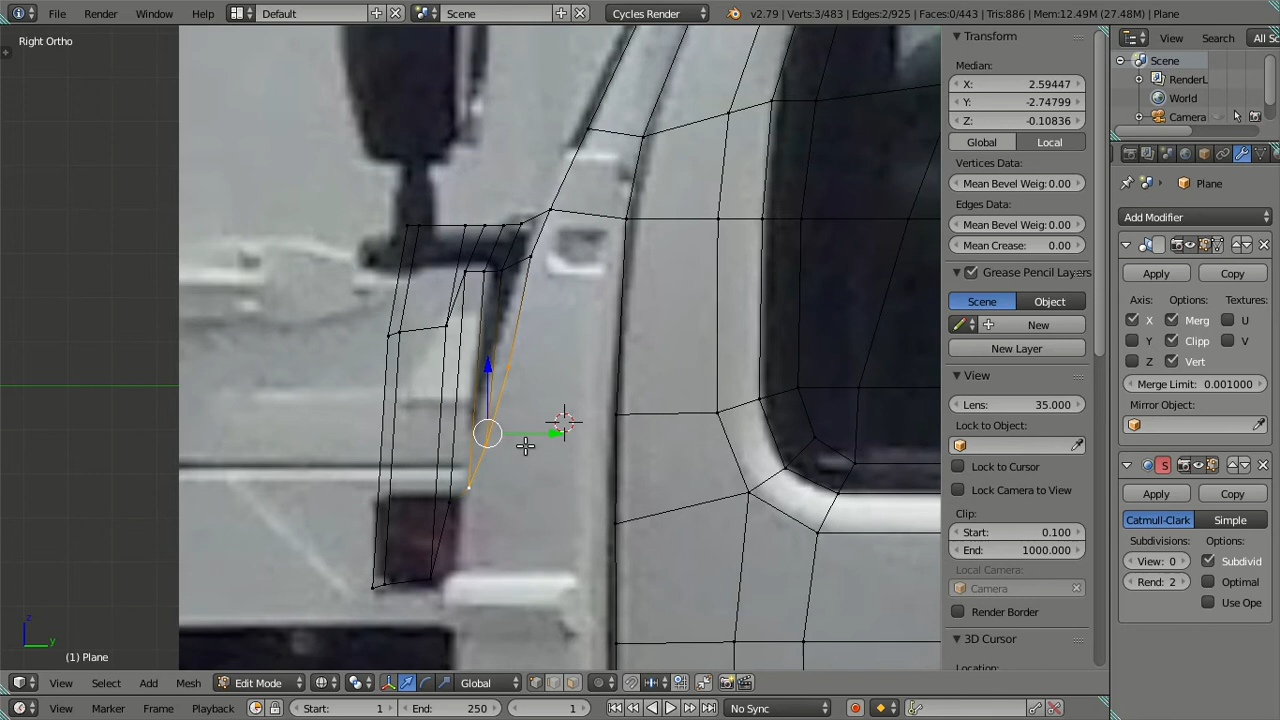 File Render Window Help Default Scene Cycles Render v2.79 | Verts:3/483 | Edges:2/925 | Faces:0/443 | Tris:886 | Mem:12.49M (27.48M) | Plane
Right Ortho
Transform
View Search All Sc
Scene
Median:
RenderL
X: 2.59447
World
Y: -2.74799
Camera
Z: -0.10836
Global Local
Vertices Data:
Mean Bevel Weig:0.00
Plane
Edges Data:
Add Modifier
Mean Bevel Weig:0.00
Mean Crease: 0.00
Grease Pencil Layers
Apply Copy
Scene Object
Axis: Options: Textures:
New
X Merg U
New Layer
Y Clipp V
Z Vert
View
Merge Limit: 0.001000
Lens: 35.000
Mirror Object:
Lock to Object:
Lock to Cursor
S
Lock Camera to View
Apply Copy
Clip:
Catmull-Clark Simple
Start: 0.100
Subdivisions: Options:
End: 1000.000
View: 0 Subdivid
Local Camera:
Rend: 2 Optimal
Camera
Use Ope
Render Border
3D Cursor
Location:
z
y
(1) Plane
View Select Add Mesh Edit Mode Global
View Marker Frame Playback Start: 1 End: 250 1 No Sync